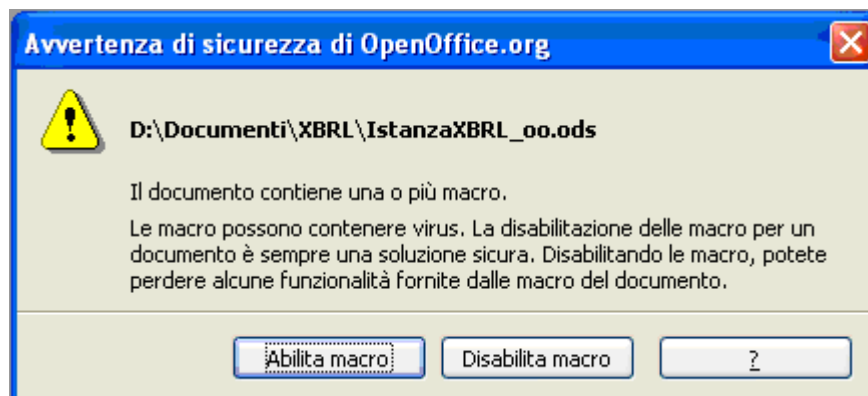 Avvertenza di sicurezza di OpenOffice.org
D:\Documenti\XBRL\IstanzaXBRL_oo.ods
Il documento contiene una o più macro.
Le macro possono contenere virus. La disabilitazione delle macro per un
documento è sempre una soluzione sicura. Disabilitando le macro, potete
perdere alcune funzionalità fornite dalle macro del documento.
Abilita macro Disabilita macro ?